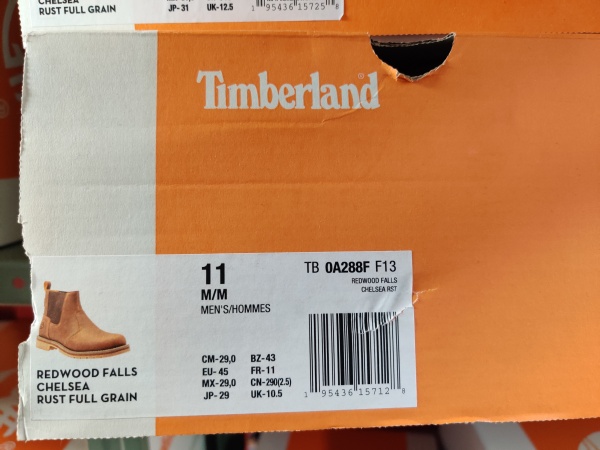 CHELSEA
RUST FULL GRAIN
JP-31 UK-12.5
1 95436 15725 8
Timberland
11
M/M
MEN'S/HOMMES
TB 0A288F F13
REDWOOD FALLS
CHELSEA RST
CM-29,0 BZ-43
EU- 45 FR-11
MX-29,0 CN-290(2.5)
JP- 29 UK-10.5
1 95436 15712 8
REDWOOD FALLS
CHELSEA
RUST FULL GRAIN